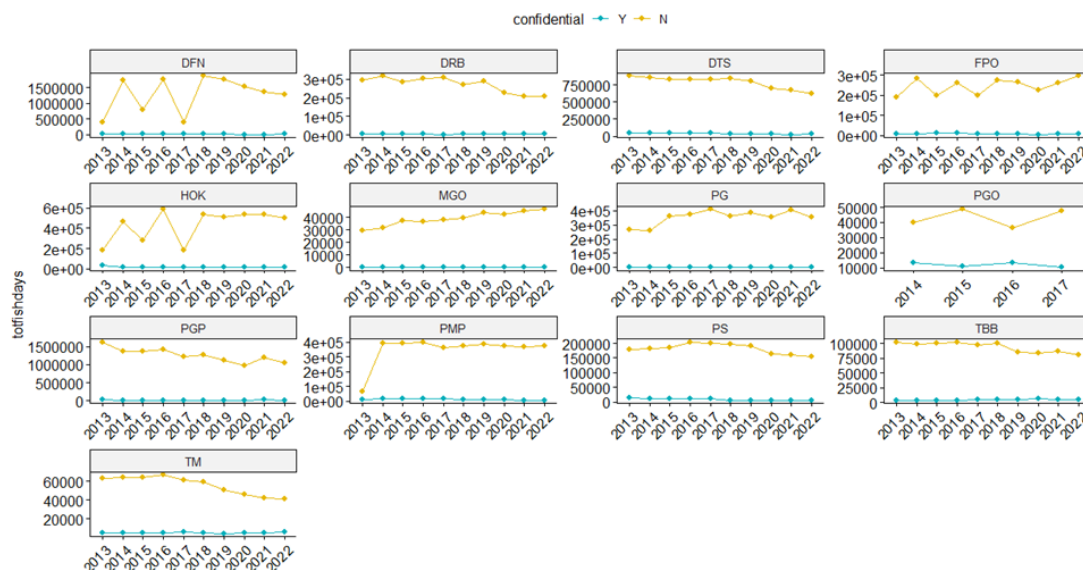 confidential Y N
totfishdays
DFN
1500000
1000000
500000
0
2013 2014 2015 2016 2017 2018 2019 2020 2021 2022
DRB
3e+05
2e+05
1e+05
0e+00
2013 2014 2015 2016 2017 2018 2019 2020 2021 2022
DTS
750000
500000
250000
0
2013 2014 2015 2016 2017 2018 2019 2020 2021 2022
FPO
3e+05
2e+05
1e+05
0e+00
2013 2014 2015 2016 2017 2018 2019 2020 2021 2022
HOK
6e+05
4e+05
2e+05
0e+00
2013 2014 2015 2016 2017 2018 2019 2020 2021 2022
MGO
40000
30000
20000
10000
0
2013 2014 2015 2016 2017 2018 2019 2020 2021 2022
PG
4e+05
3e+05
2e+05
1e+05
0e+00
2013 2014 2015 2016 2017 2018 2019 2020 2021 2022
PGO
50000
40000
30000
20000
10000
2014 2015 2016 2017
PGP
1500000
1000000
500000
0
2013 2014 2015 2016 2017 2018 2019 2020 2021 2022
PMP
4e+05
3e+05
2e+05
1e+05
0e+00
2013 2014 2015 2016 2017 2018 2019 2020 2021 2022
PS
200000
150000
100000
50000
0
2013 2014 2015 2016 2017 2018 2019 2020 2021 2022
TBB
100000
75000
50000
25000
0
2013 2014 2015 2016 2017 2018 2019 2020 2021 2022
TM
60000
40000
20000
2013 2014 2015 2016 2017 2018 2019 2020 2021 2022